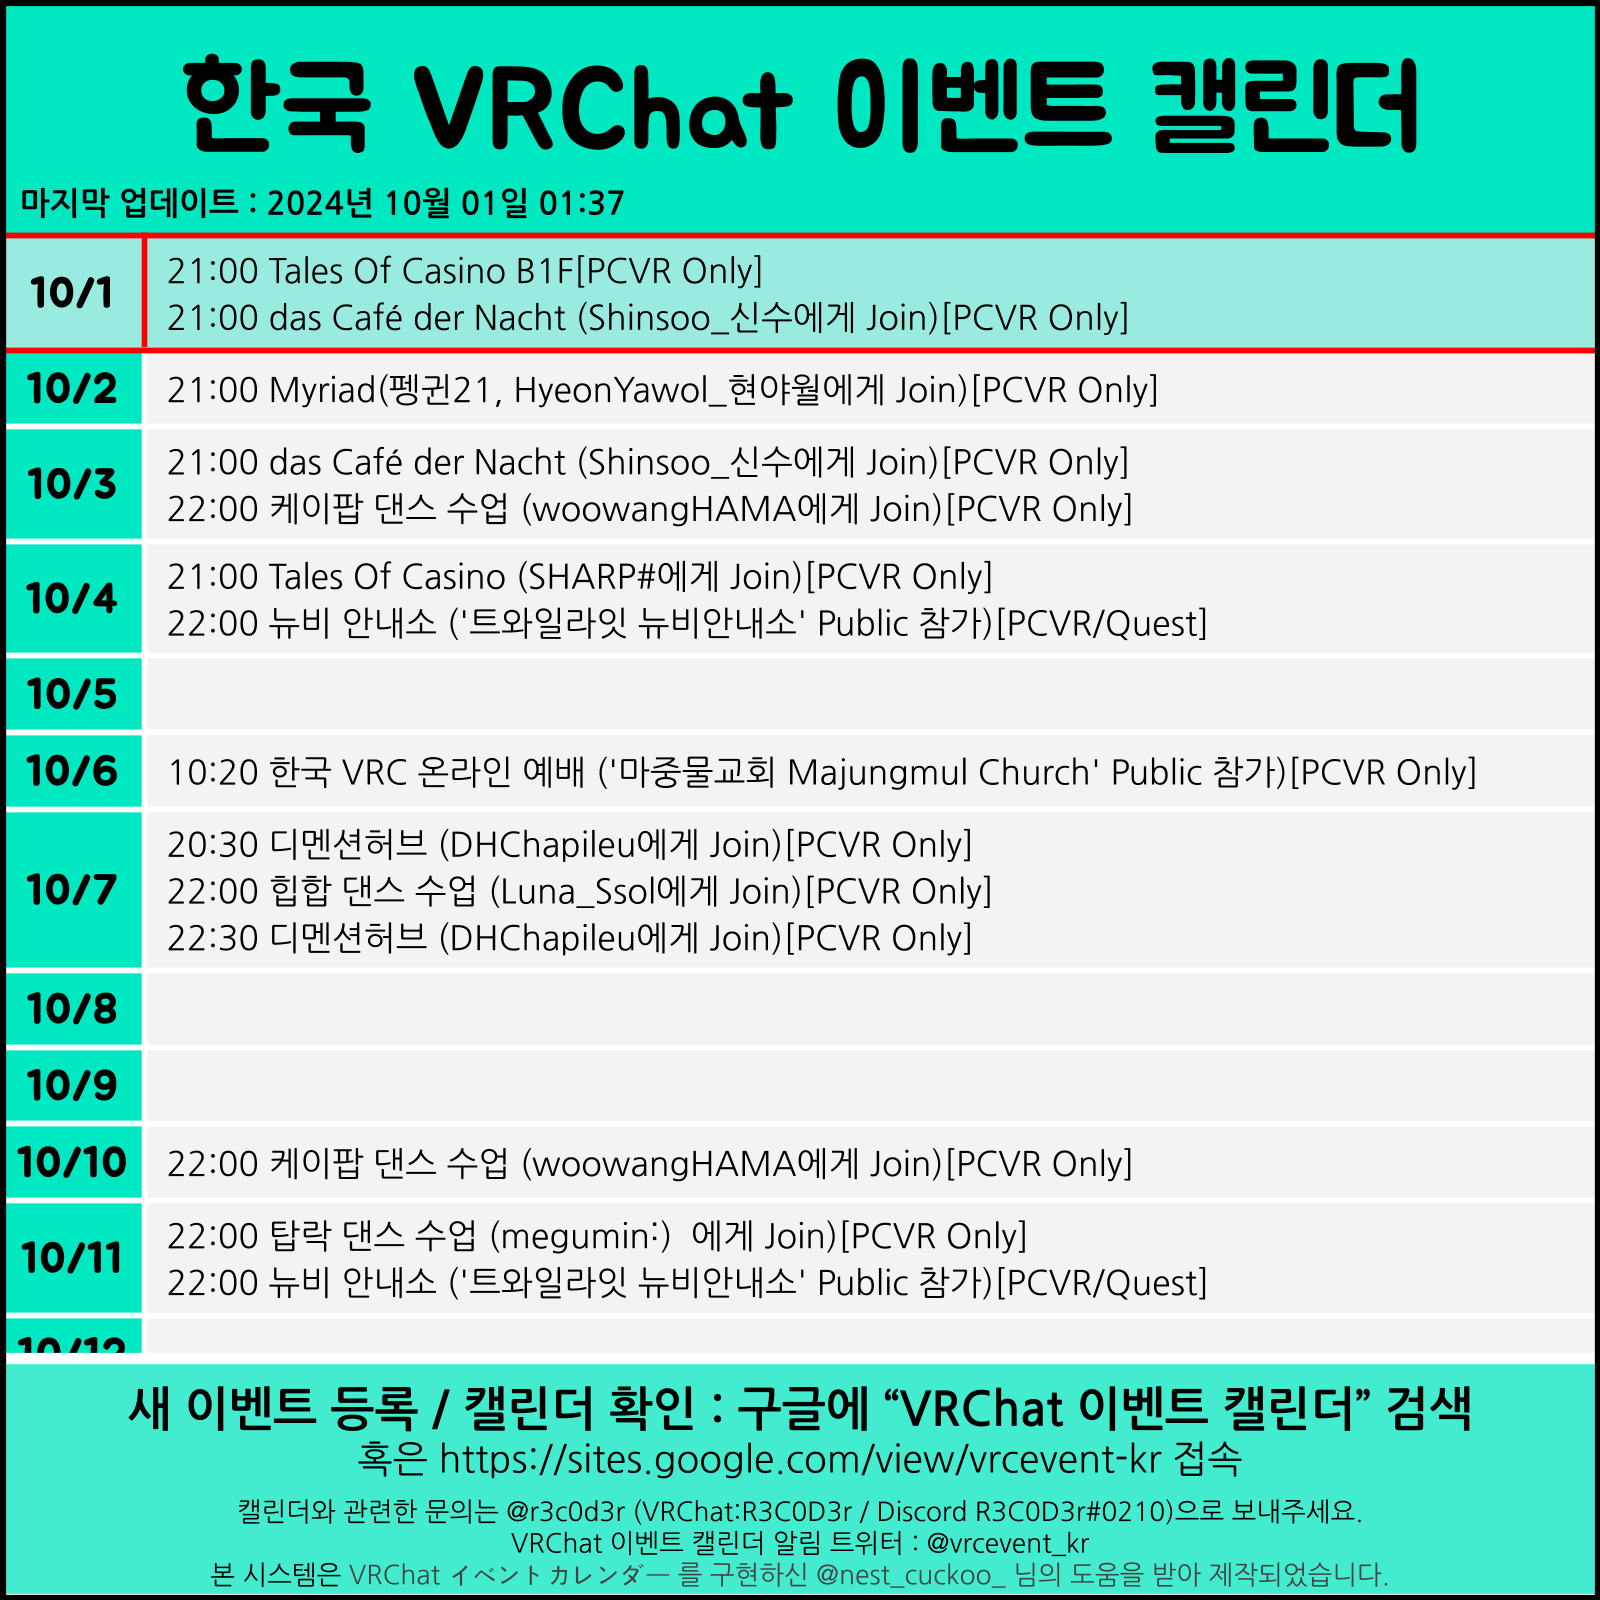 한국 VRChat 이벤트 캘린더
마지막 업데이트 : 2024년 10월 01일 01:37
10/1
21:00 Tales Of Casino B1F[PCVR Only]
21:00 das Café der Nacht (Shinsoo_신수에게 Join)[PCVR Only]
10/2
21:00 Myriad(펭귄21, HyeonYawol_현야월에게 Join)[PCVR Only]
10/3
21:00 das Café der Nacht (Shinsoo_신수에게 Join)[PCVR Only]
22:00 케이팝 댄스 수업 (woowangHAMA에게 Join)[PCVR Only]
10/4
21:00 Tales Of Casino (SHARP#에게 Join)[PCVR Only]
22:00 뉴비 안내소 ('트와일라잇 뉴비안내소' Public 참가)[PCVR/Quest]
10/5
10/6
10:20 한국 VRC 온라인 예배 ('마중물교회 Majungmul Church' Public 참가)[PCVR Only]
10/7
20:30 디멘션허브 (DHChapileu에게 Join)[PCVR Only]
22:00 힙합 댄스 수업 (Luna_Ssol에게 Join)[PCVR Only]
22:30 디멘션허브 (DHChapileu에게 Join)[PCVR Only]
10/8
10/9
10/10
22:00 케이팝 댄스 수업 (woowangHAMA에게 Join)[PCVR Only]
10/11
22:00 탑락 댄스 수업 (megumin:)  에게 Join)[PCVR Only]
22:00 뉴비 안내소 ('트와일라잇 뉴비안내소' Public 참가)[PCVR/Quest]
10/12
새 이벤트 등록 / 캘린더 확인 : 구글에 “VRChat 이벤트 캘린더” 검색
혹은 https://sites.google.com/view/vrcevent-kr 접속
캘린더와 관련한 문의는 @r3c0d3r (VRChat:R3C0D3r / Discord R3C0D3r#0210)으로 보내주세요.
VRChat 이벤트 캘린더 알림 트위터 : @vrcevent_kr
본 시스템은 VRChat イベントカレンダー 를 구현하신 @nest_cuckoo_ 님의 도움을 받아 제작되었습니다.